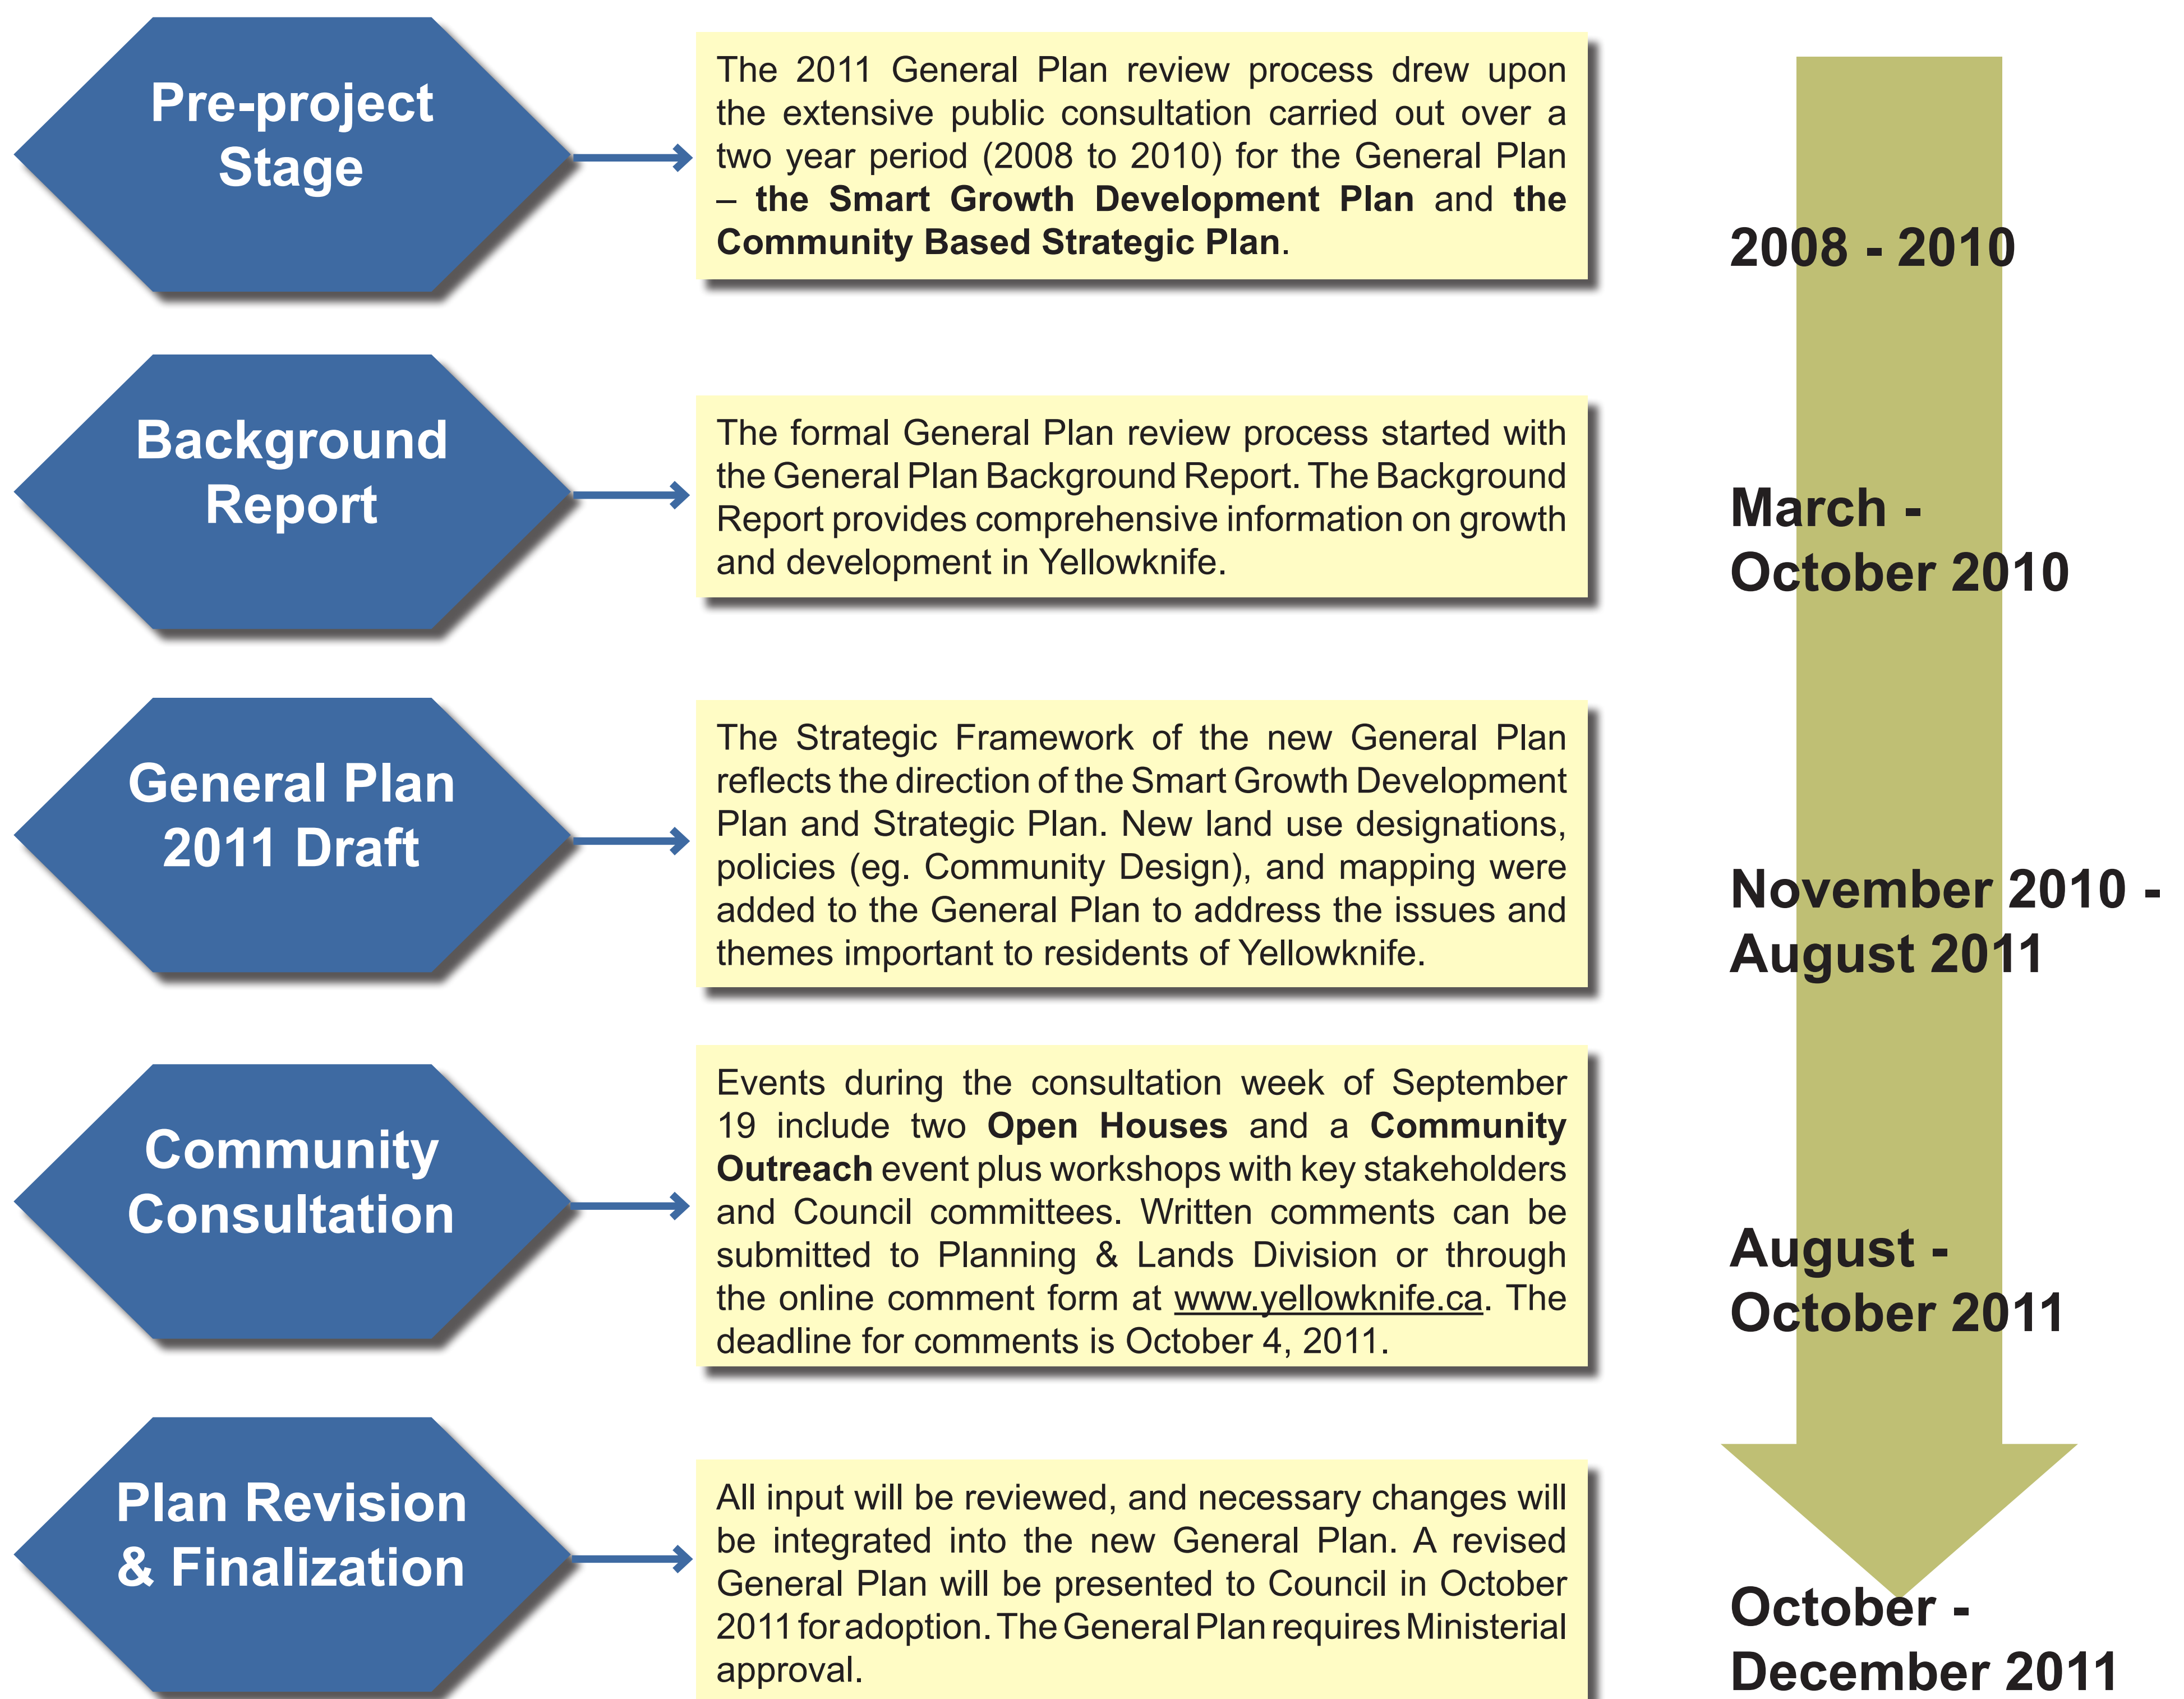 Pre-project
Stage
The 2011 General Plan review process drew upon
the extensive public consultation carried out over a
two year period (2008 to 2010) for the General Plan
– the Smart Growth Development Plan and the
Community Based Strategic Plan.
2008 - 2010
Background
Report
The formal General Plan review process started with
the General Plan Background Report. The Background
Report provides comprehensive information on growth
and development in Yellowknife.
March -
October 2010
General Plan
2011 Draft
The Strategic Framework of the new General Plan
reflects the direction of the Smart Growth Development
Plan and Strategic Plan. New land use designations,
policies (eg. Community Design), and mapping were
added to the General Plan to address the issues and
themes important to residents of Yellowknife.
November 2010 -
August 2011
Community
Consultation
Events during the consultation week of September
19 include two Open Houses and a Community
Outreach event plus workshops with key stakeholders
and Council committees. Written comments can be
submitted to Planning & Lands Division or through
the online comment form at www.yellowknife.ca. The
deadline for comments is October 4, 2011.
August -
October 2011
Plan Revision
& Finalization
All input will be reviewed, and necessary changes will
be integrated into the new General Plan. A revised
General Plan will be presented to Council in October
2011 for adoption. The General Plan requires Ministerial
approval.
October -
December 2011